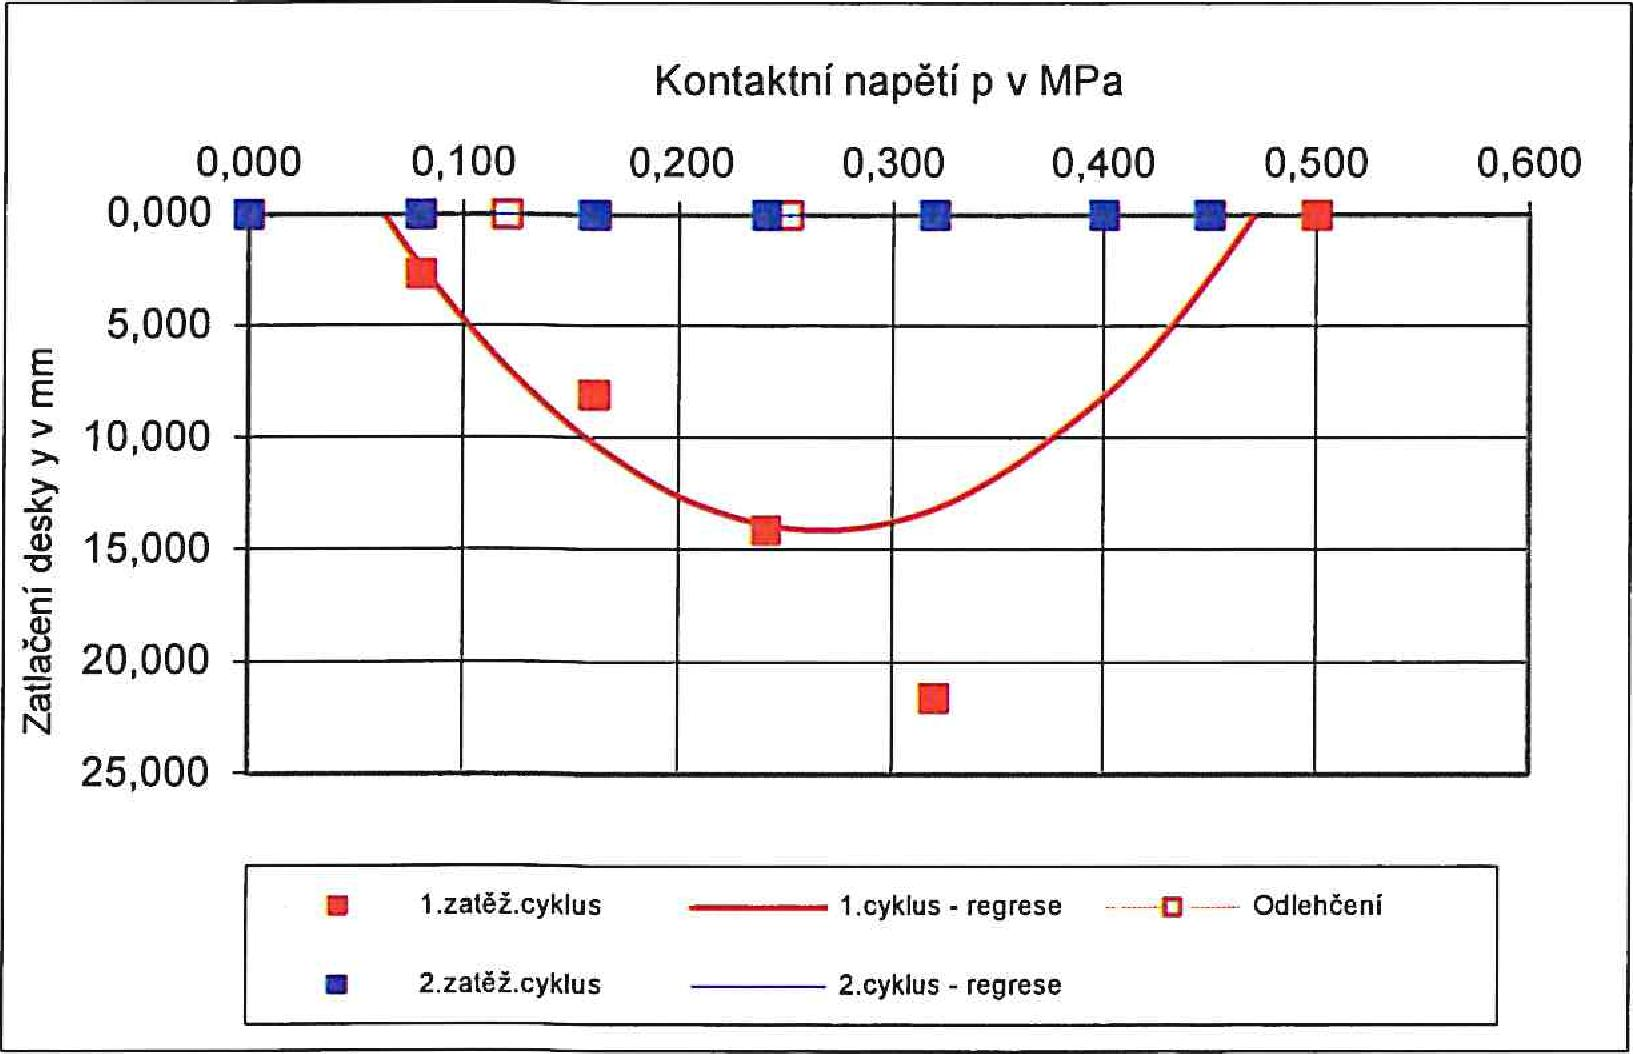 Kontaktní napětí p v MPa
0,000 0,100 0,200 0,300 0,400 0,500 0,600
0,000
5,000
10,000
15,000
20,000
25,000
Zatlačení desky y v mm
1.zatěž.cyklus 1.cyklus - regrese Odlehčení
2.zatěž.cyklus 2.cyklus - regrese